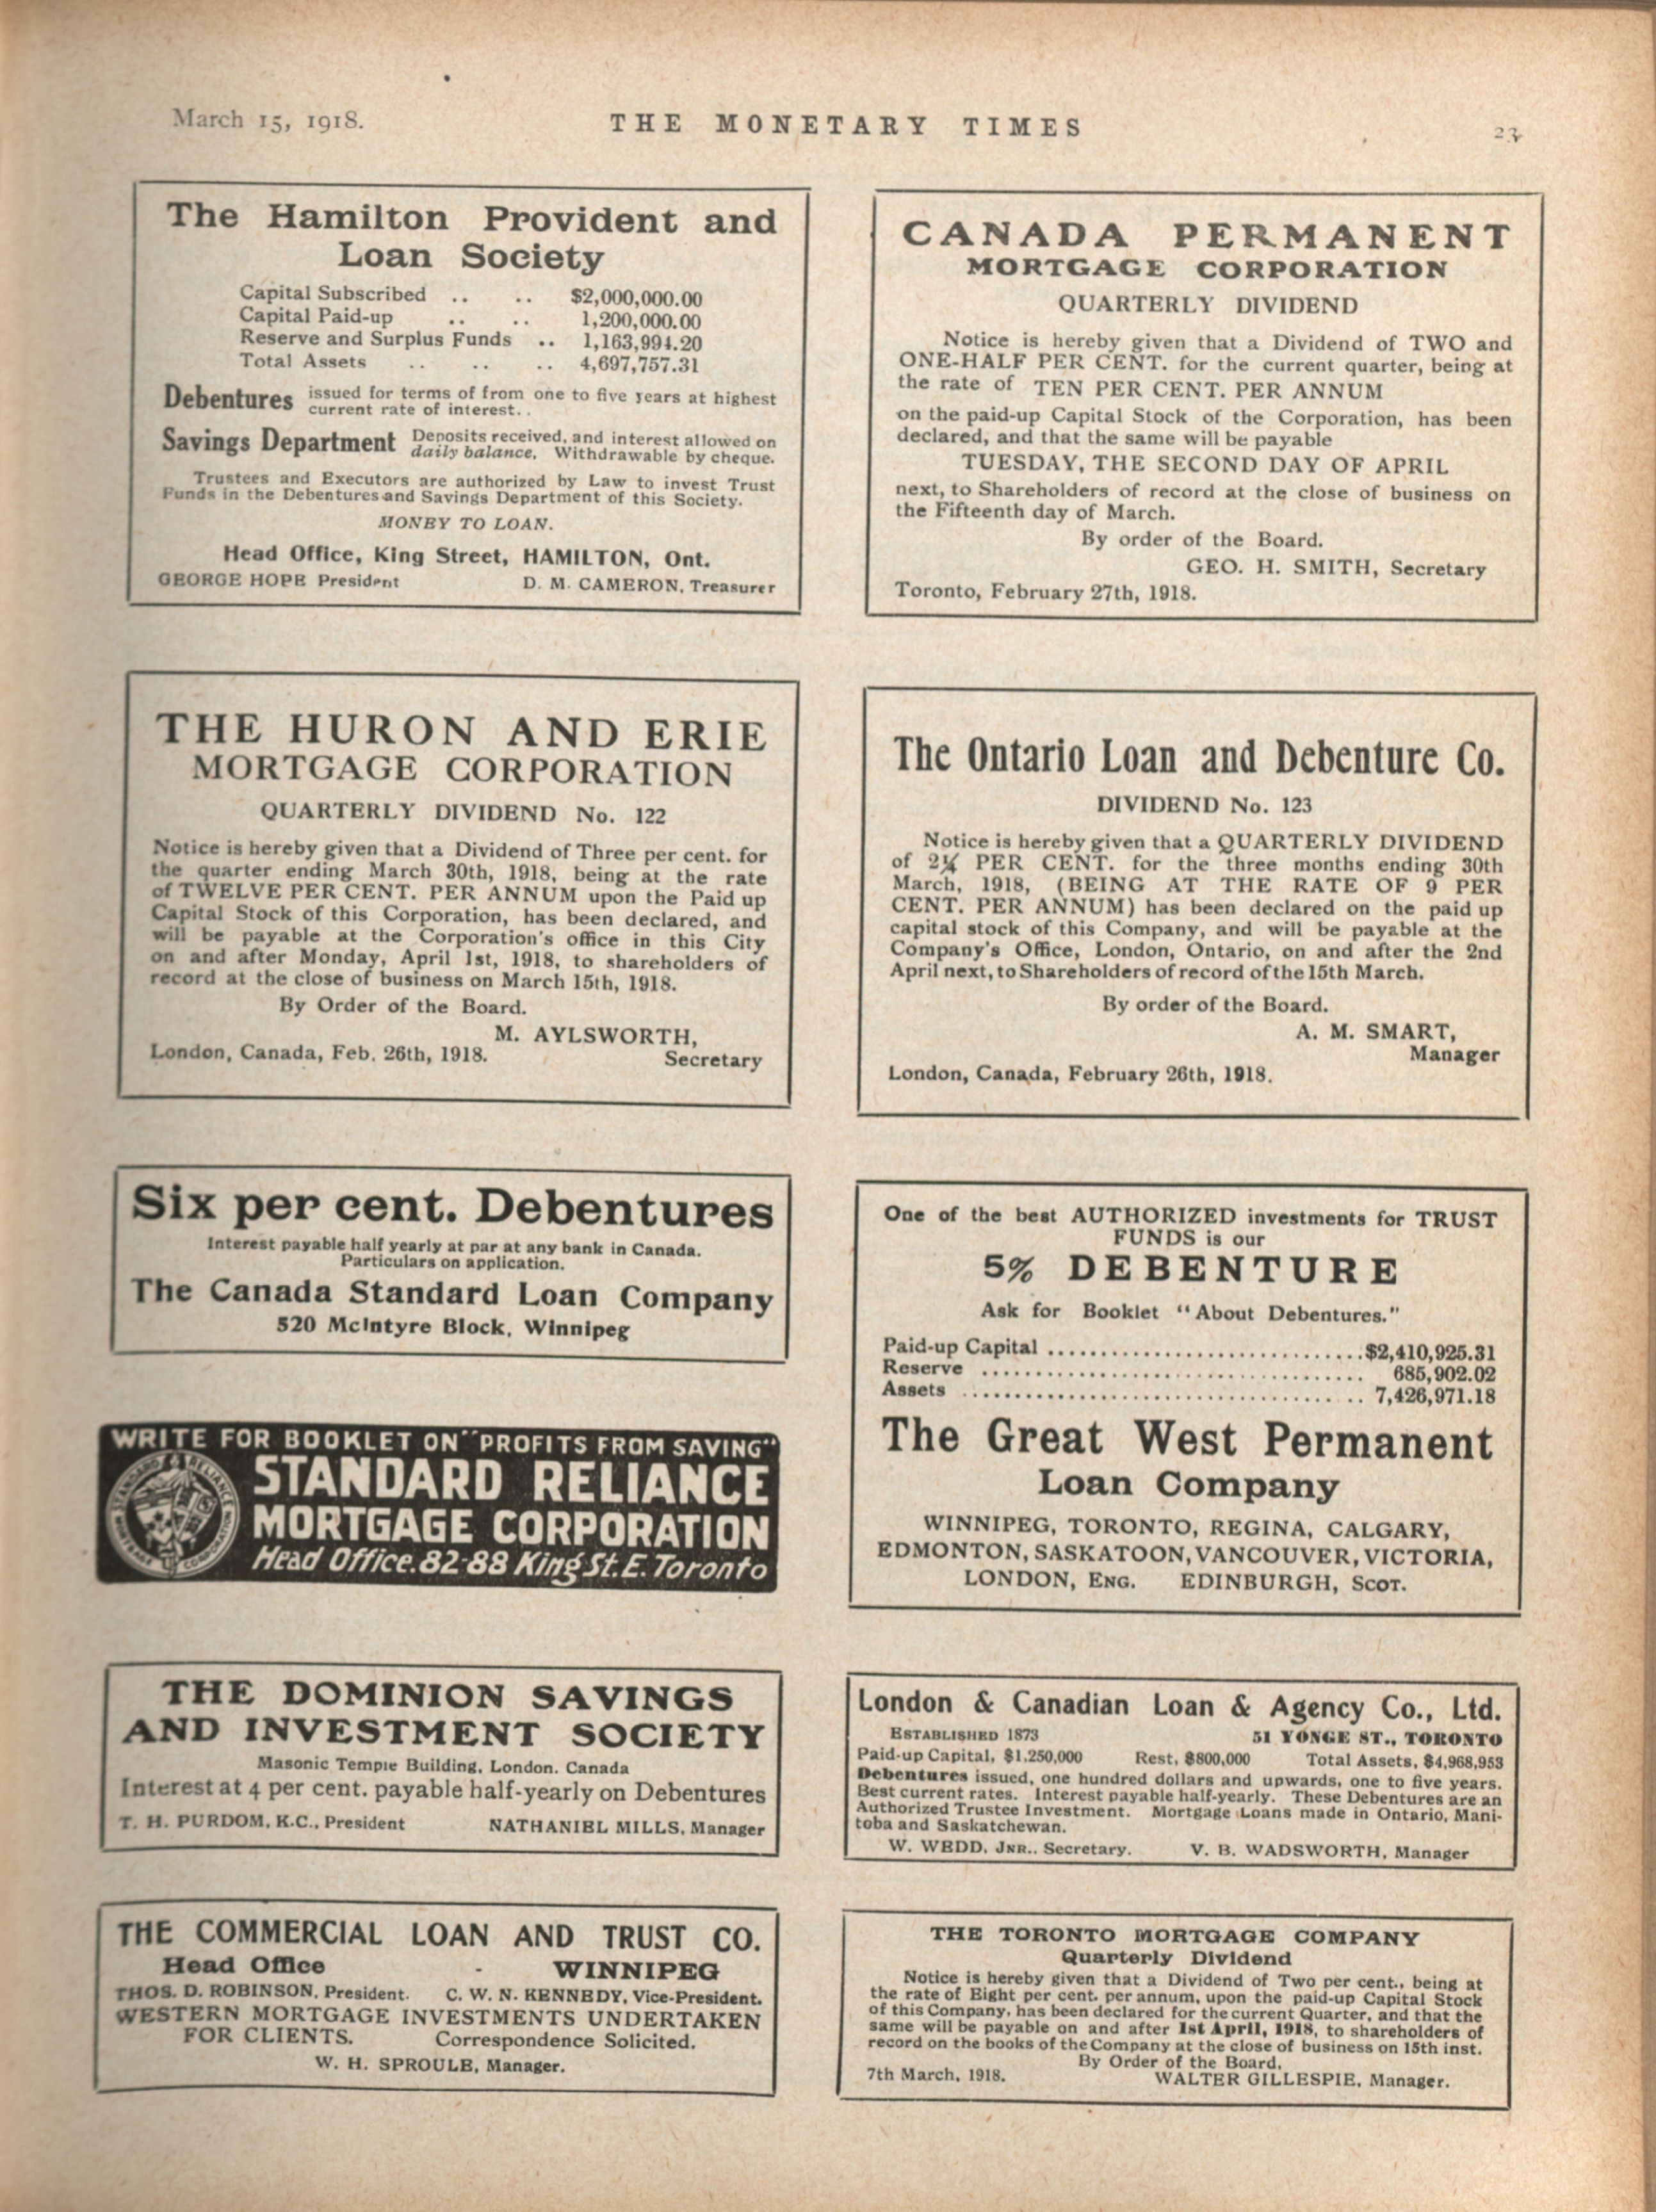 March 15, 1918.
THE MONETARY TIMES
23
The Hamilton Provident and
Loan Society
Capital Subscribed .. .. $2,000,000.00
Capital Paid-up .. .. 1,200,000.00
Reserve and Surplus Funds .. 1,163,994.20
Total Assets .. .. .. 4,697,757.31
Debentures issued for terms of from one to five years at highest
current rate of interest. .
Savings Department Deposits received, and interest allowed on
daily balance. Withdrawable by cheque.
Trustees and Executors are authorized by Law to invest Trust
Funds in the Debentures and Savings Department of this Society.
MONEY TO LOAN.
Head Office, King Street, HAMILTON, Ont.
GEORGE HOPE President D. M. CAMERON, Treasurer
THE HURON AND ERIE
MORTGAGE CORPORATION
QUARTERLY DIVIDEND No. 122
Notice is hereby given that a Dividend of Three per cent. for
the quarter ending March 30th, 1918, being at the rate
of TWELVE PER CENT. PER ANNUM upon the Paid up
Capital Stock of this Corporation, has been declared, and
will be payable at the Corporation's office in this City
on and after Monday, April 1st, 1918, to shareholders of
record at the close of business on March 15th, 1918.
By Order of the Board.
M. AYLSWORTH,
London, Canada, Feb. 26th, 1918. Secretary
Six per cent. Debentures
Interest payable half yearly at par at any bank in Canada.
Particulars on application.
The Canada Standard Loan Company
520 McIntyre Block, Winnipeg
WRITE FOR BOOKLET ON "PROFITS FROM SAVING"
STANDARD RELIANCE
MORTGAGE CORPORATION
Head Office. 82-88 King St. E. Toronto
THE DOMINION SAVINGS
AND INVESTMENT SOCIETY
Masonic Temple Building, London, Canada
Interest at 4 per cent. payable half-yearly on Debentures
T. H. PURDOM, K.C., President NATHANIEL MILLS, Manager
THE COMMERCIAL LOAN AND TRUST CO.
Head Office - WINNIPEG
THOS. D. ROBINSON, President. C. W. N. KENNEDY, Vice-President.
WESTERN MORTGAGE INVESTMENTS UNDERTAKEN
FOR CLIENTS. Correspondence Solicited.
W. H. SPROULE, Manager.
CANADA PERMANENT
MORTGAGE CORPORATION
QUARTERLY DIVIDEND
Notice is hereby given that a Dividend of TWO and
ONE-HALF PER CENT. for the current quarter, being at
the rate of TEN PER CENT. PER ANNUM
on the paid-up Capital Stock of the Corporation, has been
declared, and that the same will be payable
TUESDAY, THE SECOND DAY OF APRIL
next, to Shareholders of record at the close of business on
the Fifteenth day of March.
By order of the Board.
GEO. H. SMITH, Secretary
Toronto, February 27th, 1918.
The Ontario Loan and Debenture Co.
DIVIDEND No. 123
Notice is hereby given that a QUARTERLY DIVIDEND
of 2¼ PER CENT. for the three months ending 30th
March, 1918, (BEING AT THE RATE OF 9 PER
CENT. PER ANNUM) has been declared on the paid up
capital stock of this Company, and will be payable at the
Company's Office, London, Ontario, on and after the 2nd
April next, to Shareholders of record of the 15th March.
By order of the Board.
A. M. SMART,
Manager
London, Canada, February 26th, 1918.
One of the best AUTHORIZED investments for TRUST
FUNDS is our
5% DEBENTURE
Ask for Booklet "About Debentures."
Paid-up Capital ..............................$2,410,925.31
Reserve .................................... 685,902.02
Assets ..................................... 7,426,971.18
The Great West Permanent
Loan Company
WINNIPEG, TORONTO, REGINA, CALGARY,
EDMONTON, SASKATOON, VANCOUVER, VICTORIA,
LONDON, ENG. EDINBURGH, SCOT.
London & Canadian Loan & Agency Co., Ltd.
ESTABLISHED 1873 51 YONGE ST., TORONTO
Paid-up Capital, $1,250,000 Rest, $800,000 Total Assets, $4,968,953
Debentures issued, one hundred dollars and upwards, one to five years.
Best current rates. Interest payable half-yearly. These Debentures are an
Authorized Trustee Investment. Mortgage Loans made in Ontario, Mani-
toba and Saskatchewan.
W. WEDD, JNR., Secretary. V. B. WADSWORTH, Manager
THE TORONTO MORTGAGE COMPANY
Quarterly Dividend
Notice is hereby given that a Dividend of Two per cent., being at
the rate of Eight per cent. per annum, upon the paid-up Capital Stock
of this Company, has been declared for the current Quarter, and that the
same will be payable on and after 1st April, 1918, to shareholders of
record on the books of the Company at the close of business on 15th inst.
By Order of the Board,
7th March, 1918. WALTER GILLESPIE, Manager.